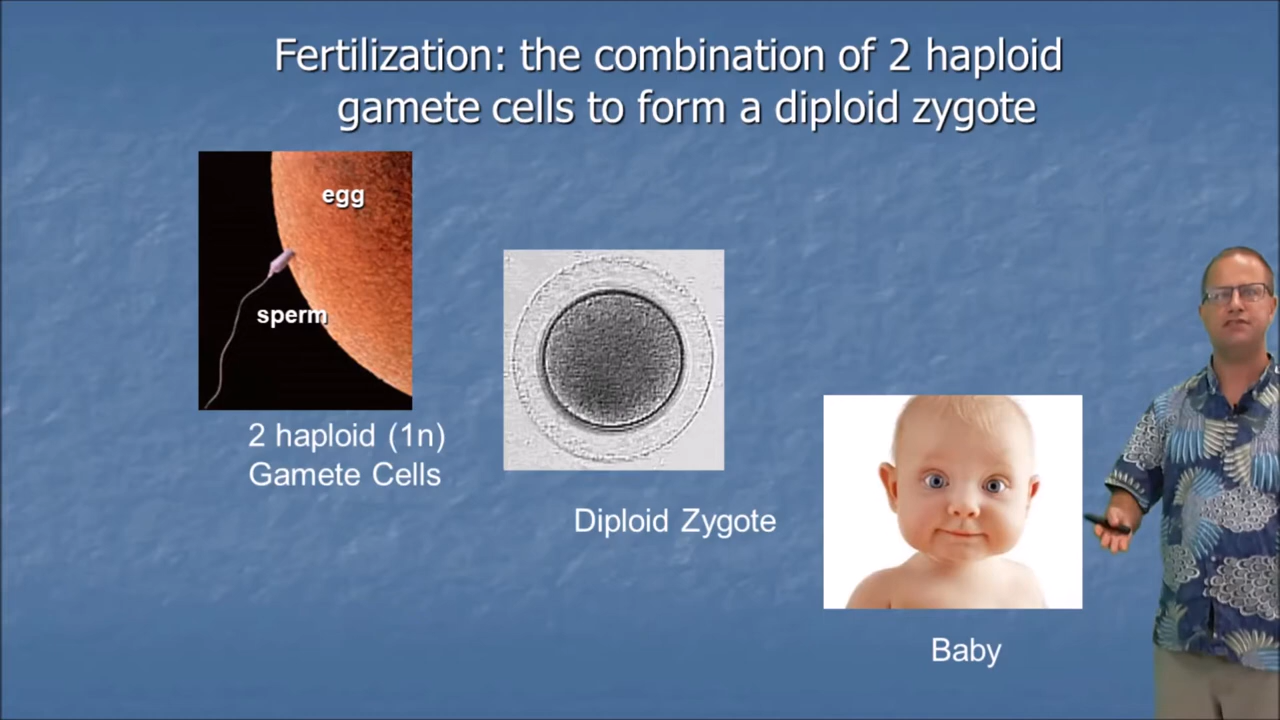 Fertilization: the combination of 2 haploid
gamete cells to form a diploid zygote
egg
sperm
2 haploid (1n)
Gamete Cells
Diploid Zygote
Baby